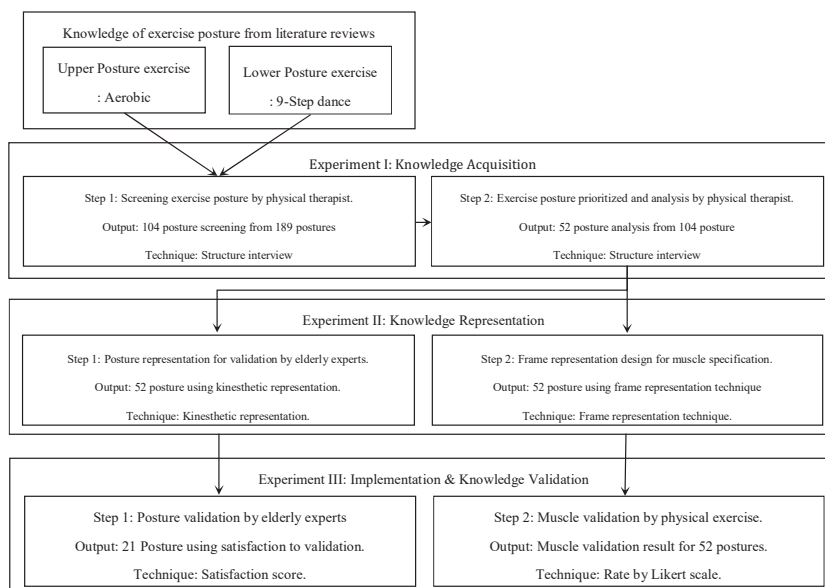 Knowledge of exercise posture from literature reviews
Upper Posture exercise
: Aerobic
Lower Posture exercise
: 9-Step dance
Experiment I: Knowledge Acquisition
Step 1: Screening exercise posture by physical therapist.
Output: 104 posture screening from 189 postures
Technique: Structure interview
Step 2: Exercise posture prioritized and analysis by physical therapist.
Output: 52 posture analysis from 104 posture
Technique: Structure interview
Experiment II: Knowledge Representation
Step 1: Posture representation for validation by elderly experts.
Output: 52 posture using kinesthetic representation.
Technique: Kinesthetic representation.
Step 2: Frame representation design for muscle specification.
Output: 52 posture using frame representation technique
Technique: Frame representation technique.
Experiment III: Implementation & Knowledge Validation
Step 1: Posture validation by elderly experts
Output: 21 Posture using satisfaction to validation.
Technique: Satisfaction score.
Step 2: Muscle validation by physical exercise.
Output: Muscle validation result for 52 postures.
Technique: Rate by Likert scale.